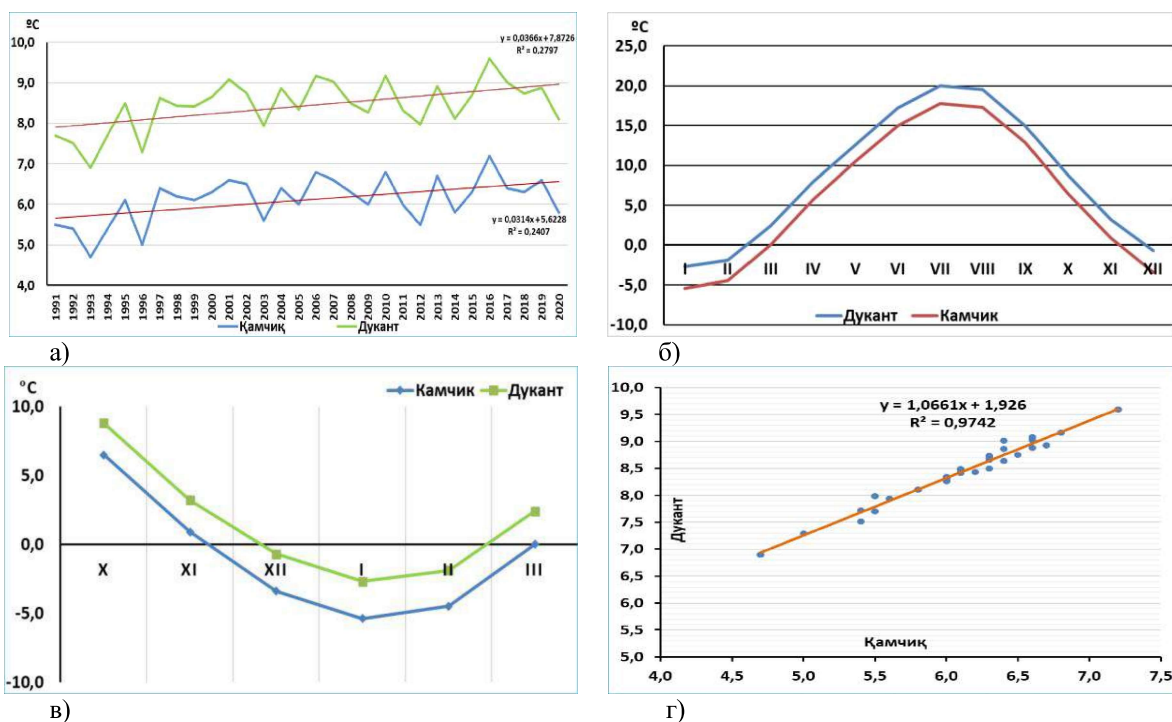 ºC
10,0
9,0
8,0
7,0
6,0
5,0
4,0
y = 0,0366x + 7,8726
R² = 0,2797
y = 0,0314x + 5,6228
R² = 0,2407
1991 1992 1993 1994 1995 1996 1997 1998 1999 2000 2001 2002 2003 2004 2005 2006 2007 2008 2009 2010 2011 2012 2013 2014 2015 2016 2017 2018 2019 2020
Қамчиқ Дукант
а)
ºC
25,0
20,0
15,0
10,0
5,0
0,0
-5,0
-10,0
I II III IV V VI VII VIII IX X XI XII
Дукант Камчик
б)
°C
10,0
5,0
0,0
-5,0
-10,0
Камчик Дукант
X XI XII I II III
в)
10,0
9,5
9,0
8,5
8,0
7,5
7,0
6,5
6,0
5,5
5,0
Дукант
y = 1,0661x + 1,926
R² = 0,9742
Қамчиқ
4,0 4,5 5,0 5,5 6,0 6,5 7,0 7,5
г)